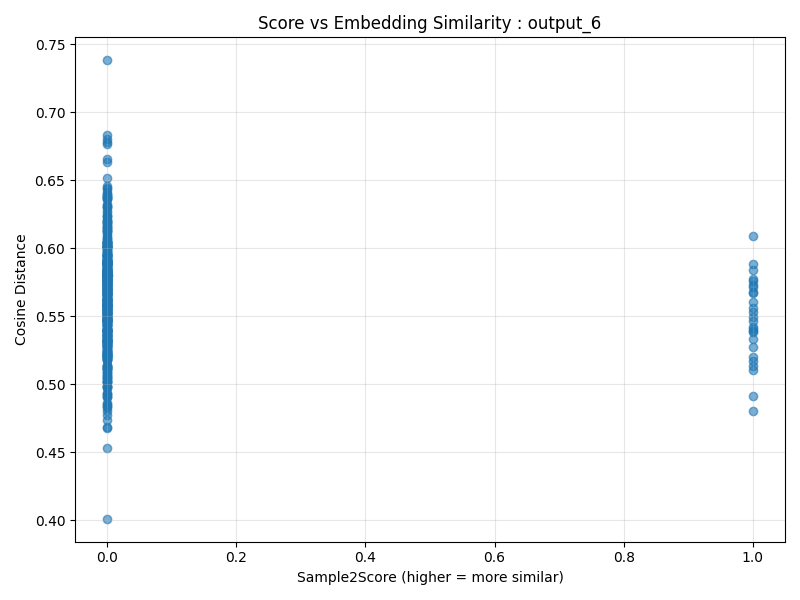 Score vs Embedding Similarity : output_6
Cosine Distance
0.75
0.70
0.65
0.60
0.55
0.50
0.45
0.40
0.0 0.2 0.4 0.6 0.8 1.0
Sample2Score (higher = more similar)